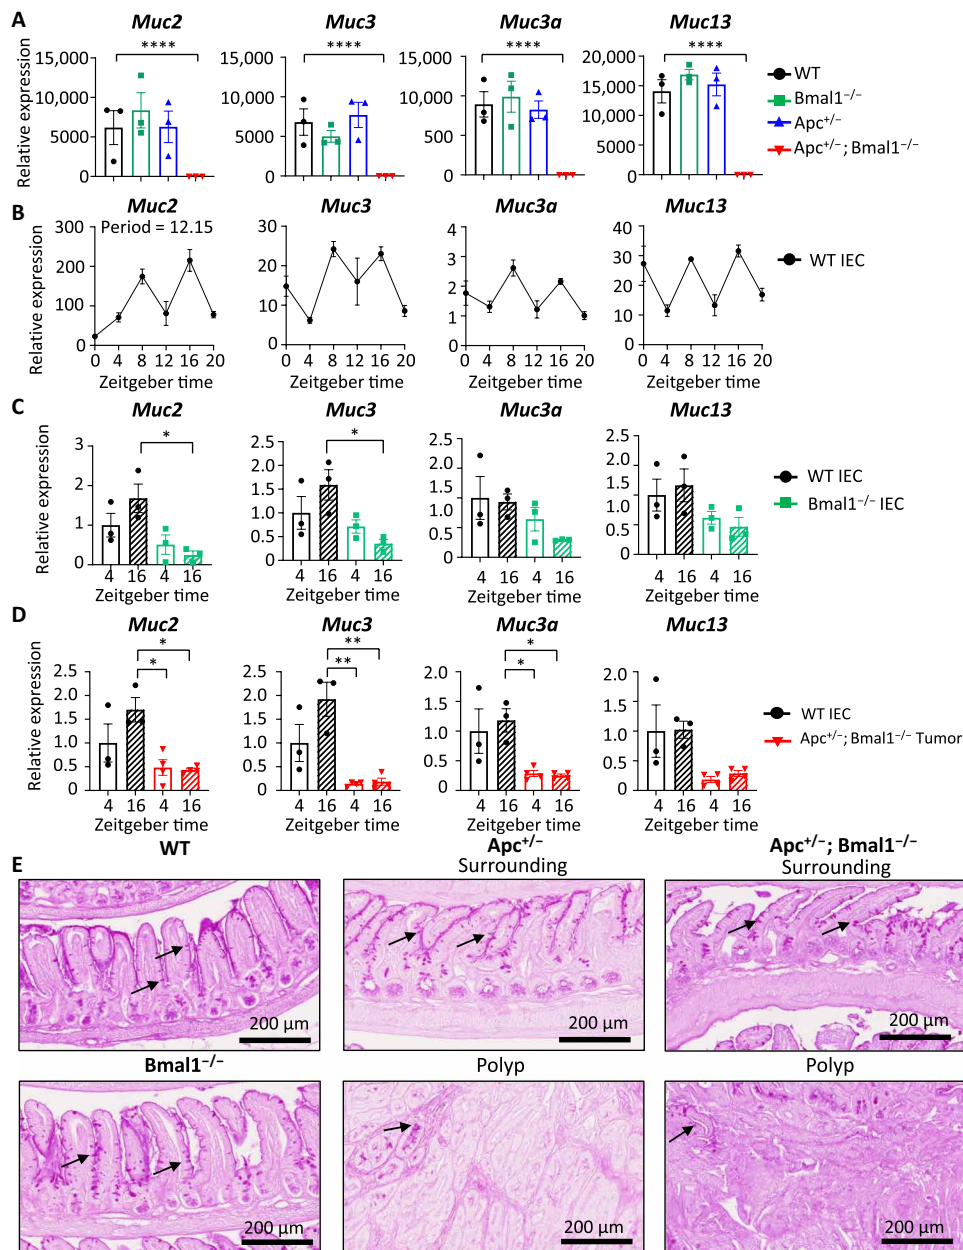 A
Muc2 Muc3 Muc3a Muc13
Relative expression
15,000 10,000 5000 0
****
15,000 10,000 5000 0
****
15,000 10,000 5000 0
****
20,000 15,000 10,000 5000 0
****
WT
Bmal1⁻/⁻
Apc⁺/⁻
Apc⁺/⁻; Bmal1⁻/⁻
B
Muc2 Muc3 Muc3a Muc13
Relative expression
Period = 12.15
300 200 100 0
30 20 10 0
4 3 2 1 0
40 30 20 10 0
0 4 8 12 16 20
0 4 8 12 16 20
0 4 8 12 16 20
0 4 8 12 16 20
Zeitgeber time Zeitgeber time Zeitgeber time Zeitgeber time
WT IEC
C
Muc2 Muc3 Muc3a Muc13
Relative expression
3 2 1 0
*
2.5 2.0 1.5 1.0 0.5 0
*
2.5 2.0 1.5 1.0 0.5 0
2.5 2.0 1.5 1.0 0.5 0
4 16 4 16
4 16 4 16
4 16 4 16
4 16 4 16
Zeitgeber time Zeitgeber time Zeitgeber time Zeitgeber time
WT IEC
Bmal1⁻/⁻ IEC
D
Muc2 Muc3 Muc3a Muc13
Relative expression
2.5 2.0 1.5 1.0 0.5 0
*
*
2.5 2.0 1.5 1.0 0.5 0
**
**
2.0 1.5 1.0 0.5 0
*
*
2.0 1.5 1.0 0.5 0
4 16 4 16
4 16 4 16
4 16 4 16
4 16 4 16
Zeitgeber time Zeitgeber time Zeitgeber time Zeitgeber time
WT IEC
Apc⁺/⁻; Bmal1⁻/⁻ Tumor
E
WT
Apc⁺/⁻
Surrounding
Apc⁺/⁻; Bmal1⁻/⁻
Surrounding
200 µm
200 µm
200 µm
Bmal1⁻/⁻
Polyp
Polyp
200 µm
200 µm
200 µm